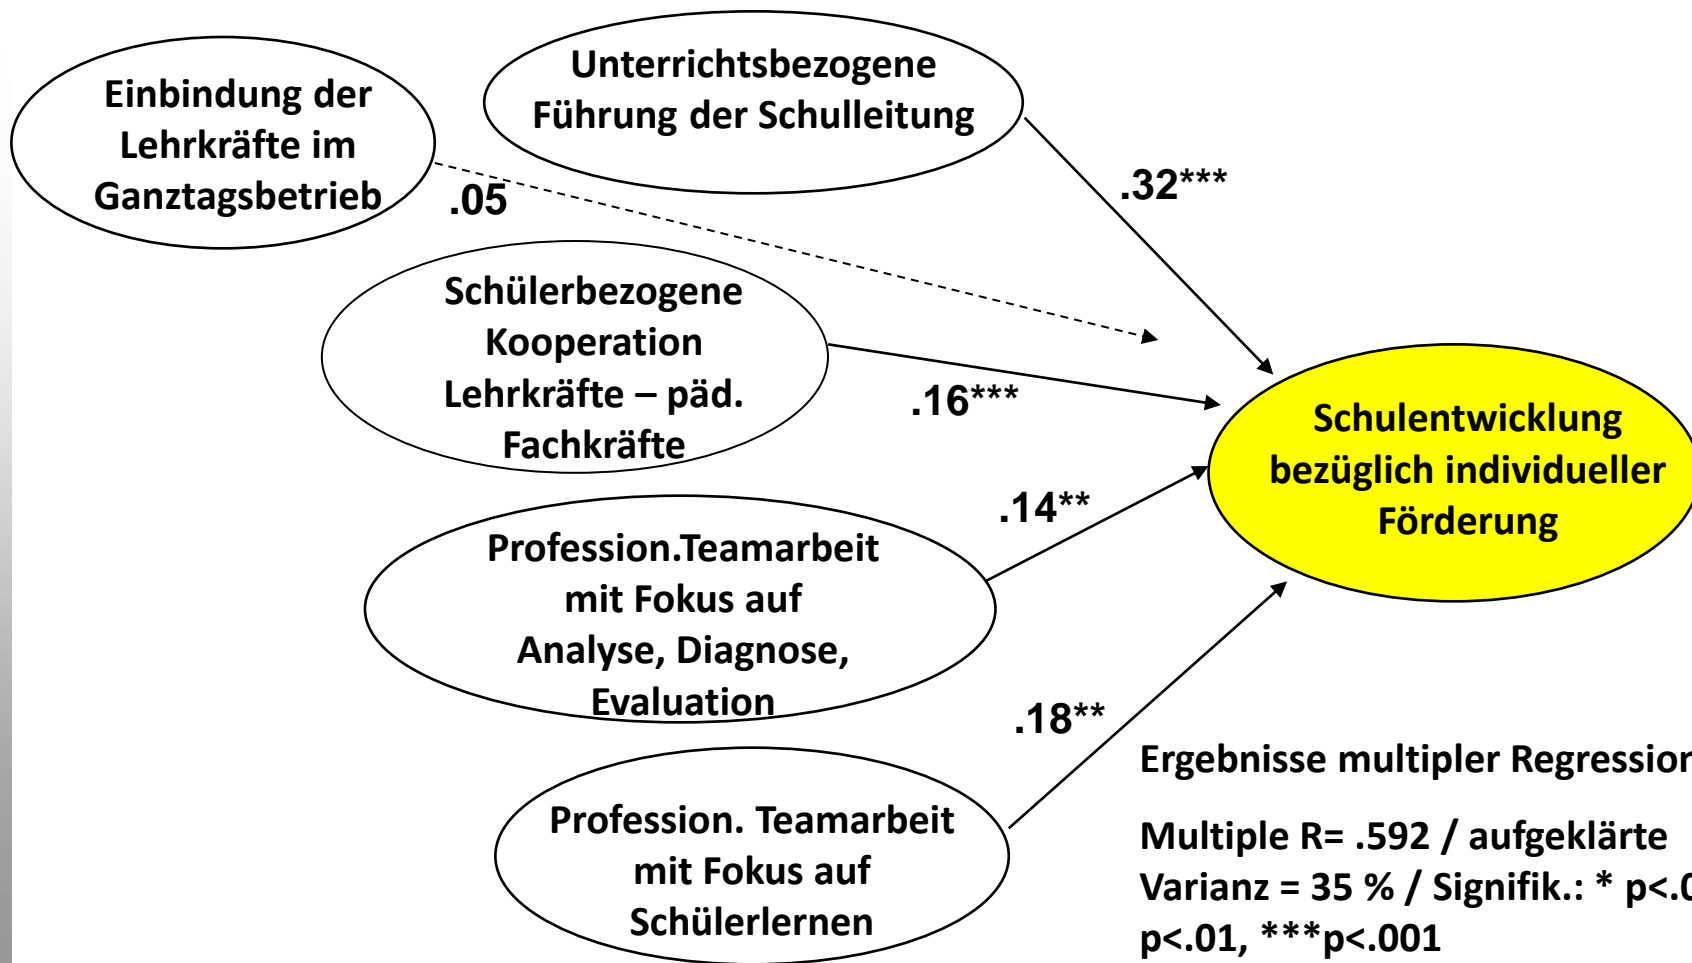 Einbindung der
Lehrkräfte im
Ganztagsbetrieb
Unterrichtsbezogene
Führung der Schulleitung
.05
.32***
Schülerbezogene
Kooperation
Lehrkräfte – päd.
Fachkräfte
.16***
Schulentwicklung
bezüglich individueller
Förderung
Profession.Teamarbeit
mit Fokus auf
Analyse, Diagnose,
Evaluation
.14**
Profession. Teamarbeit
mit Fokus auf
Schülerlernen
.18**
Ergebnisse multipler Regression
Multiple R= .592 / aufgeklärte
Varianz = 35 % / Signifik.: * p<.0
p<.01, ***p<.001